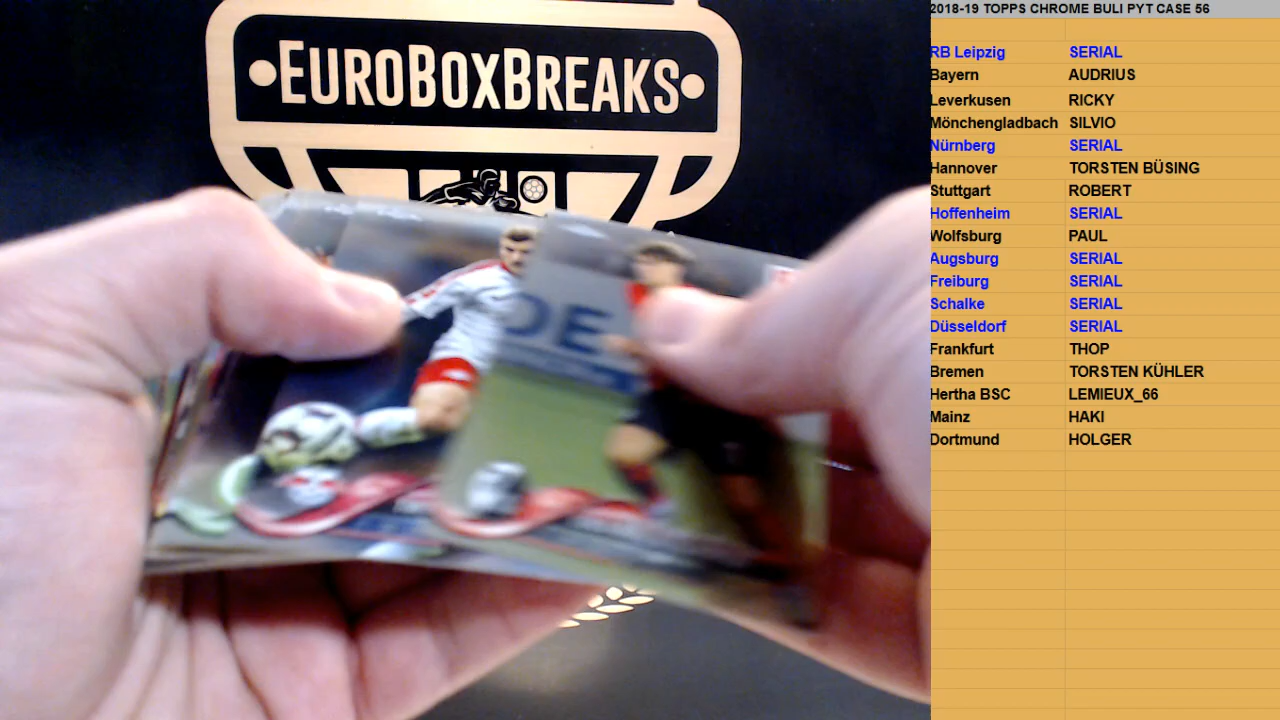 EUROBOXBREAKS
OE
2018-19 TOPPS CHROME BULI PYT CASE 56
RB Leipzig SERIAL
Bayern AUDRIUS
Leverkusen RICKY
Mönchengladbach SILVIO
Nürnberg SERIAL
Hannover TORSTEN BÜSING
Stuttgart ROBERT
Hoffenheim SERIAL
Wolfsburg PAUL
Augsburg SERIAL
Freiburg SERIAL
Schalke SERIAL
Düsseldorf SERIAL
Frankfurt THOP
Bremen TORSTEN KÜHLER
Hertha BSC LEMIEUX_66
Mainz HAKI
Dortmund HOLGER